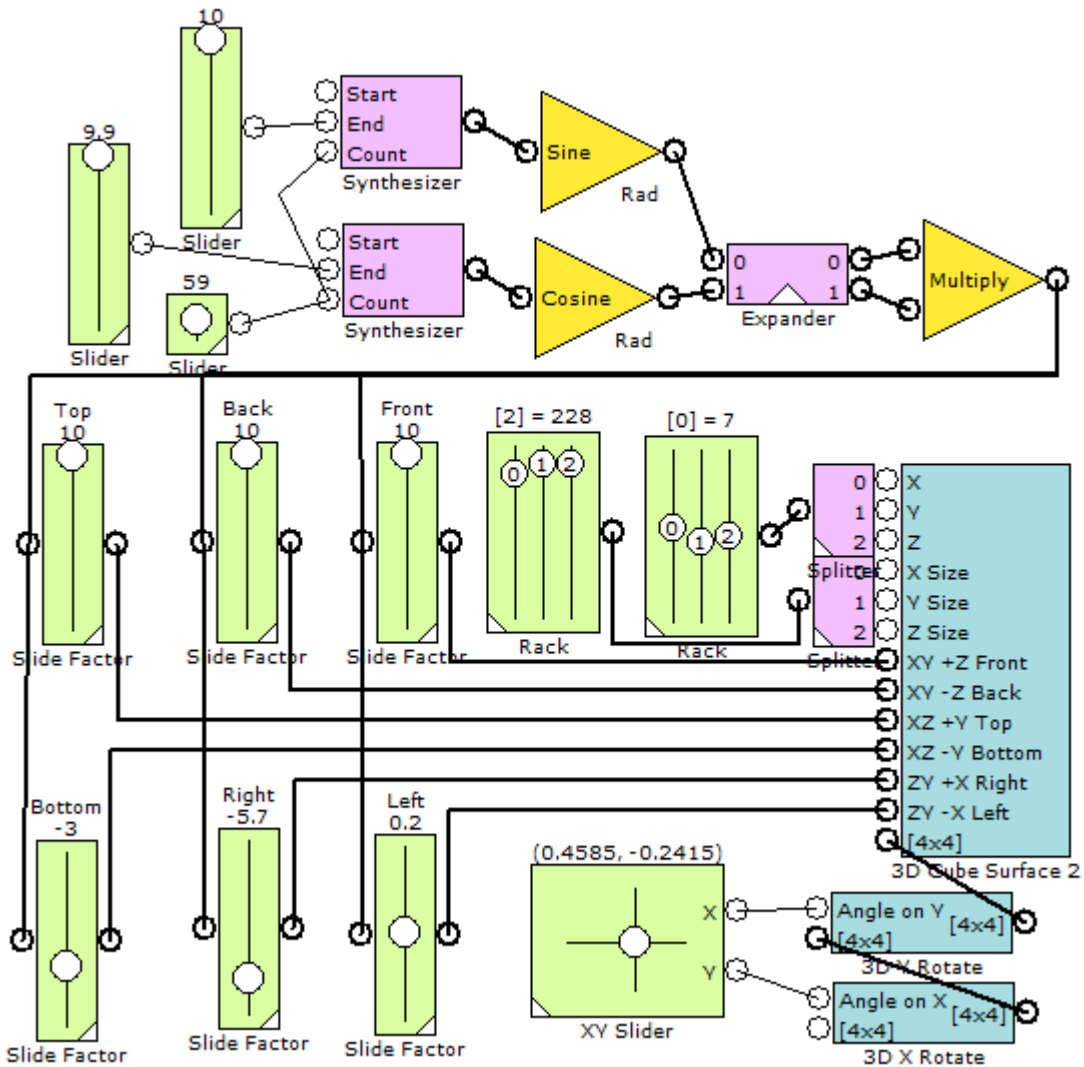 10
Start
End
Count
Synthesizer
Sine
Rad
9.9
Slider
Slider
Start
End
Count
Synthesizer
Cosine
Rad
59
Slider
0 0
1 1
Expander
Multiply
Top
10
Slide Factor
Back
10
Slide Factor
Front
10
Slide Factor
[2] = 228
0 1 2
Rack
[0] = 7
0 1 2
Rack
0
1
2
Splitter
0
1
2
Splitter
X
Y
Z
X Size
Y Size
Z Size
XY +Z Front
XY -Z Back
XZ +Y Top
XZ -Y Bottom
ZY +X Right
ZY -X Left
[4x4]
3D Cube Surface 2
Bottom
-3
Slide Factor
Right
-5.7
Slide Factor
Left
0.2
Slide Factor
(0.4585, -0.2415)
X
Y
XY Slider
Angle on Y [4x4]
[4x4]
3D Y Rotate
Angle on X [4x4]
[4x4]
3D X Rotate